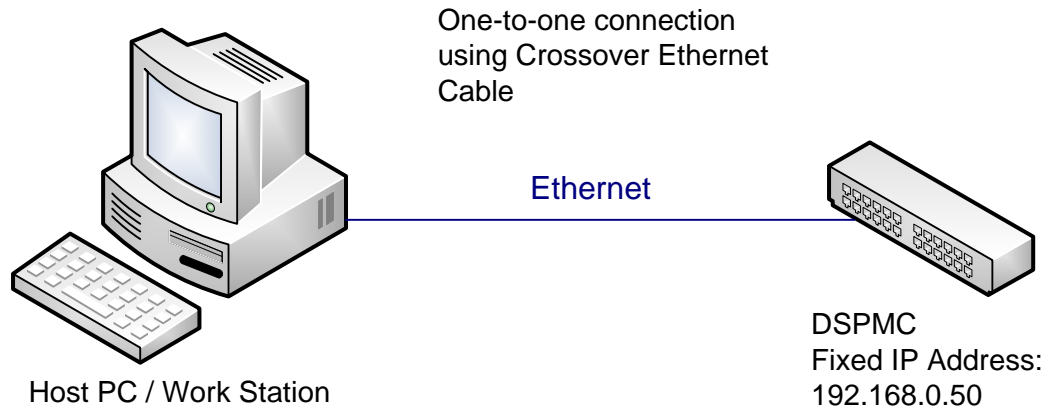 One-to-one connection
using Crossover Ethernet
Cable
Ethernet
DSPMC
Fixed IP Address:
192.168.0.50
Host PC / Work Station